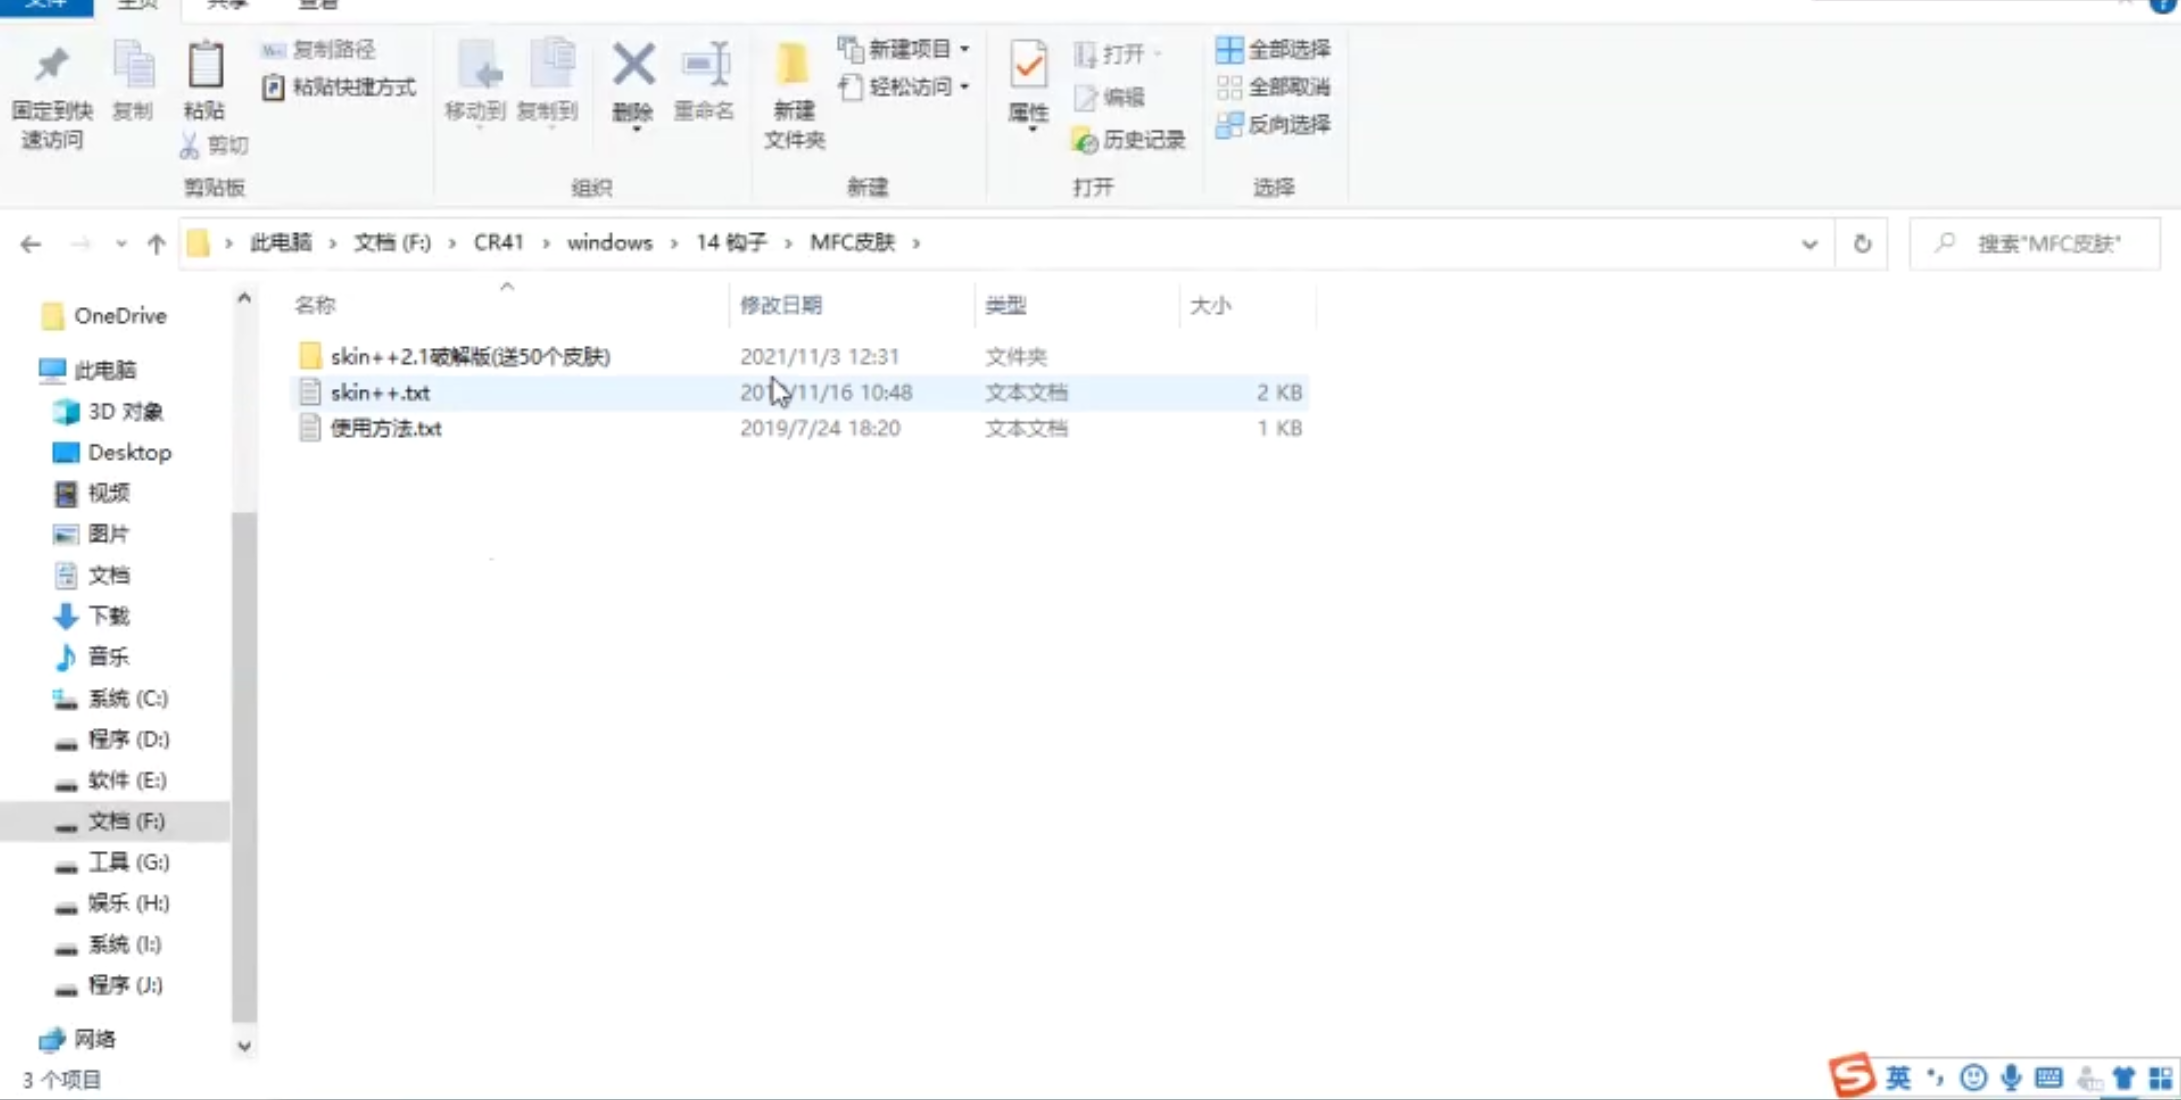 文件 主页 共享 查看
固定到快
速访问
复制
粘贴
复制路径
粘贴快捷方式
剪切
剪贴板
移动到
复制到
删除
重命名
组织
新建
文件夹
新建项目
轻松访问
新建
属性
打开
编辑
历史记录
打开
全部选择
全部取消
反向选择
选择
此电脑 › 文档 (F:) › CR41 › windows › 14 钩子 › MFC皮肤 ›
搜索"MFC皮肤"
名称 修改日期 类型 大小
skin++2.1破解版(送50个皮肤) 2021/11/3 12:31 文件夹
skin++.txt /11/16 10:48 文本文档 2 KB
使用方法.txt 2019/7/24 18:20 文本文档 1 KB
OneDrive
此电脑
3D 对象
Desktop
视频
图片
文档
下载
音乐
系统 (C:)
程序 (D:)
软件 (E:)
文档 (F:)
工具 (G:)
娱乐 (H:)
系统 (I:)
程序 (J:)
网络
3 个项目
英